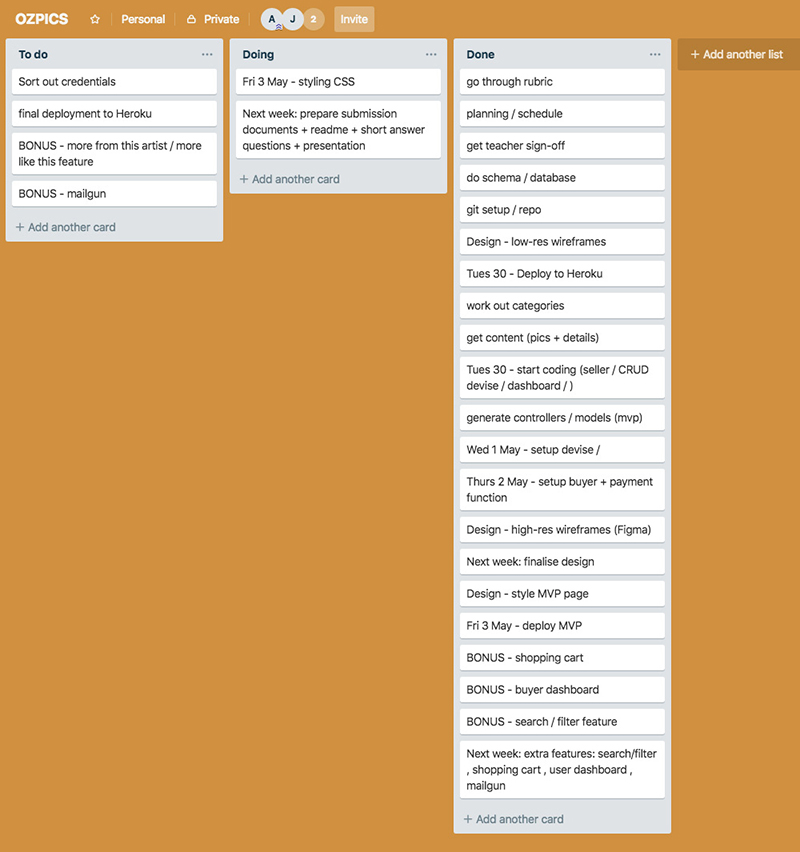 OZPICS Personal Private A J 2 Invite
To do
Sort out credentials
final deployment to Heroku
BONUS - more from this artist / more
like this feature
BONUS - mailgun
+ Add another card
Doing
Fri 3 May - styling CSS
Next week: prepare submission
documents + readme + short answer
questions + presentation
+ Add another card
Done
go through rubric
planning / schedule
get teacher sign-off
do schema / database
git setup / repo
Design - low-res wireframes
Tues 30 - Deploy to Heroku
work out categories
get content (pics + details)
Tues 30 - start coding (seller / CRUD
devise / dashboard / )
generate controllers / models (mvp)
Wed 1 May - setup devise /
Thurs 2 May - setup buyer + payment
function
Design - high-res wireframes (Figma)
Next week: finalise design
Design - style MVP page
Fri 3 May - deploy MVP
BONUS - shopping cart
BONUS - buyer dashboard
BONUS - search / filter feature
Next week: extra features: search/filter
, shopping cart , user dashboard ,
mailgun
+ Add another card
+ Add another list